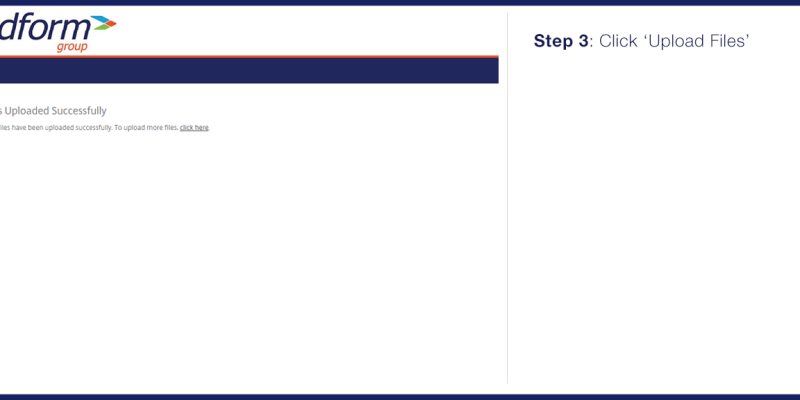 dform
group
s Uploaded Successfully
iles have been uploaded successfully. To upload more files, click here.
Step 3: Click ‘Upload Files’